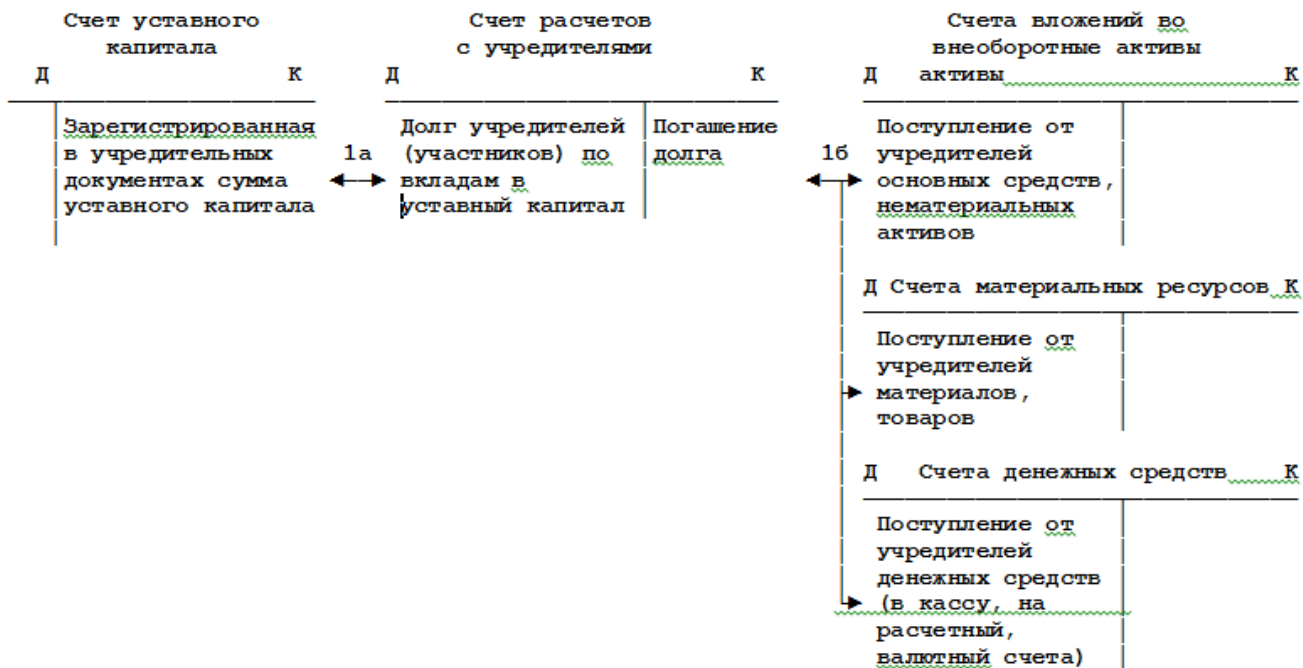 Счет уставного
капитала
Д К
Зарегистрированная
в учредительных
документах сумма
уставного капитала
1а
Счет расчетов
с учредителями
Д К
Долг учредителей
(участников) по
вкладам в
уставный капитал
Погашение
долга
1б
Счета вложений во
внеоборотные активы
Д активы К
Поступление от
учредителей
основных средств,
нематериальных
активов
Д Счета материальных ресурсов К
Поступление от
учредителей
материалов,
товаров
Д Счета денежных средств К
Поступление от
учредителей
денежных средств
(в кассу, на
расчетный,
валютный счета)